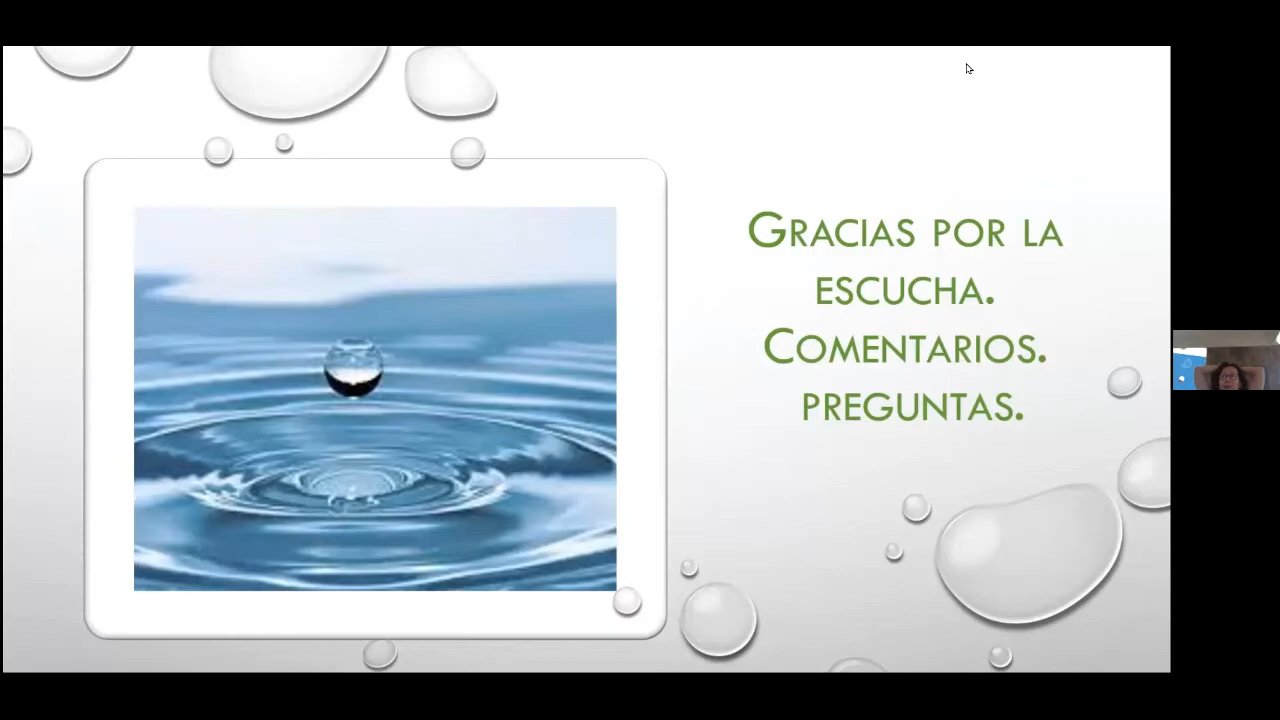 Gracias por la
escucha.
Comentarios.
preguntas.